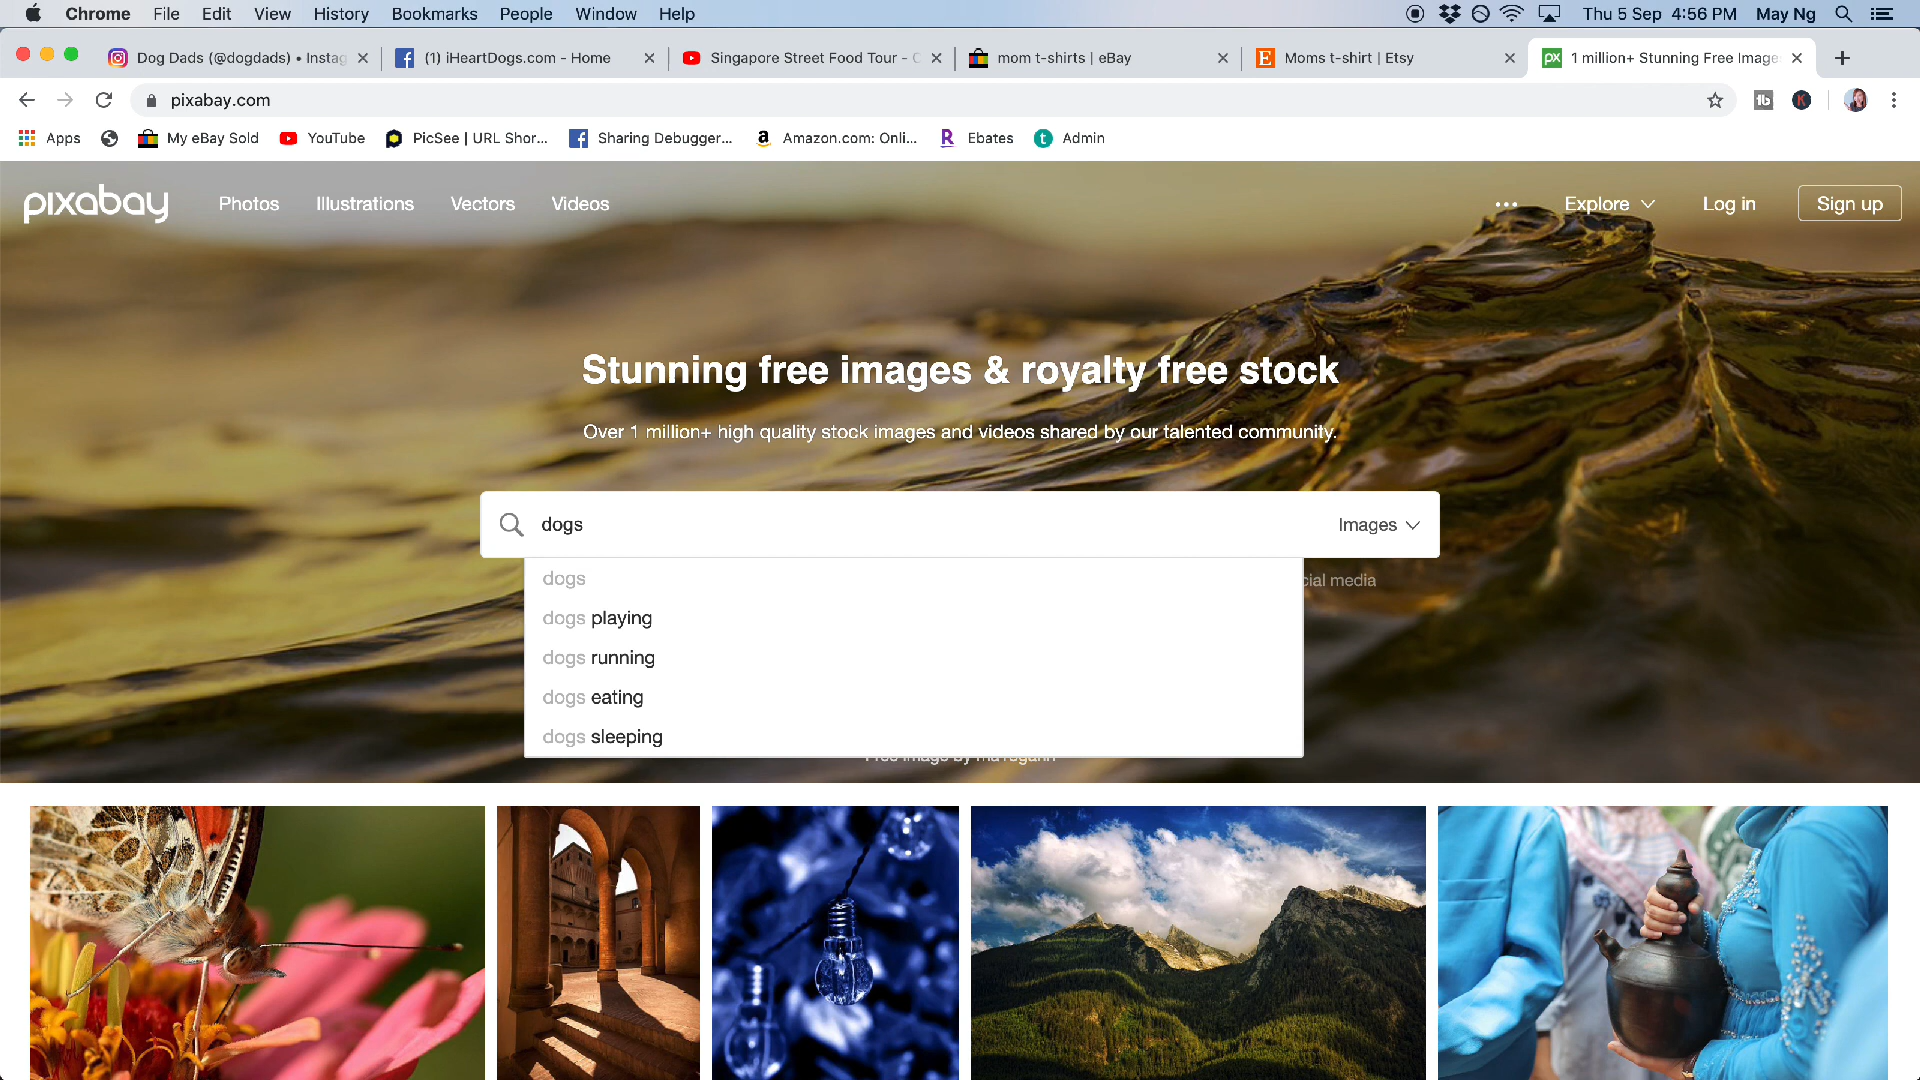 Chrome File Edit View History Bookmarks People Window Help Thu 5 Sep 4:56 PM May Ng
Dog Dads (@dogdads) • Instag (1) iHeartDogs.com - Home Singapore Street Food Tour - C mom t-shirts | eBay E Moms t-shirt | Etsy px 1 million+ Stunning Free Image
pixabay.com tb K
Apps My eBay Sold YouTube PicSee | URL Shor... Sharing Debugger... a Amazon.com: Onli... R Ebates t Admin
pixabay Photos Illustrations Vectors Videos ••• Explore Log in Sign up
Stunning free images & royalty free stock
Over 1 million+ high quality stock images and videos shared by our talented community.
dogs Images
dogs
cial media
dogs playing
dogs running
dogs eating
dogs sleeping